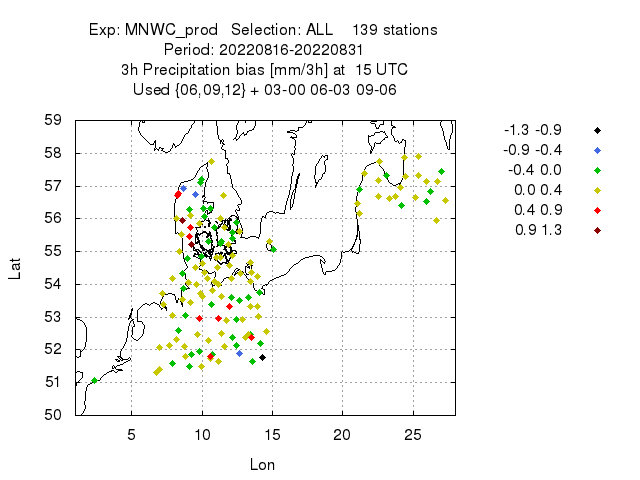 Exp: MNWC_prod Selection: ALL 139 stations
Period: 20220816-20220831
3h Precipitation bias [mm/3h] at 15 UTC
Used {06,09,12} + 03-00 06-03 09-06
59
58
57
56
55
54
53
52
51
50
Lat
5 10 15 20 25
Lon
-1.3 -0.9
-0.9 -0.4
-0.4 0.0
0.0 0.4
0.4 0.9
0.9 1.3